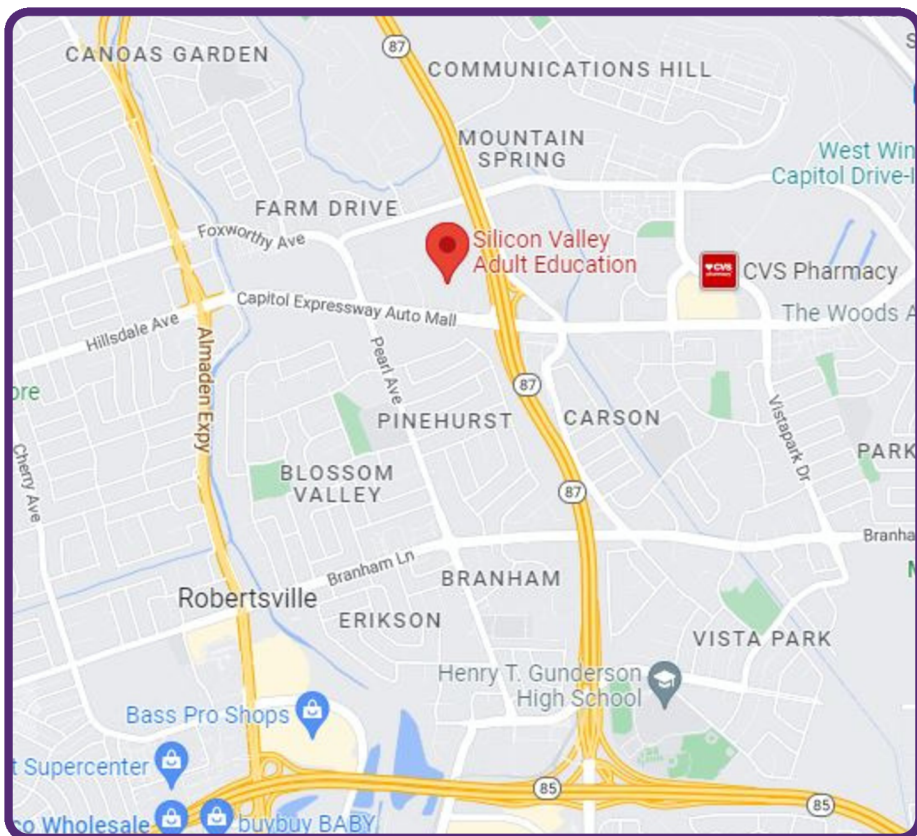 CANOAS GARDEN
87
COMMUNICATIONS HILL
MOUNTAIN
SPRING
West Win
Capitol Drive-I
FARM DRIVE
Foxworthy Ave
Silicon Valley
Adult Education
CVS
pharmacy
CVS Pharmacy
Capitol Expressway Auto Mall
The Woods A
Hillsdale Ave
Almaden Expy
Pearl Ave
87
ore
PINEHURST
CARSON
Vistapark Dr
Cherry Ave
PARK
BLOSSOM
VALLEY
87
Branha
Branham Ln
BRANHAM
Robertsville
ERIKSON
VISTA PARK
Henry T. Gunderson
High School
Bass Pro Shops
t Supercenter
85
85
co Wholesale
buybuy BABY